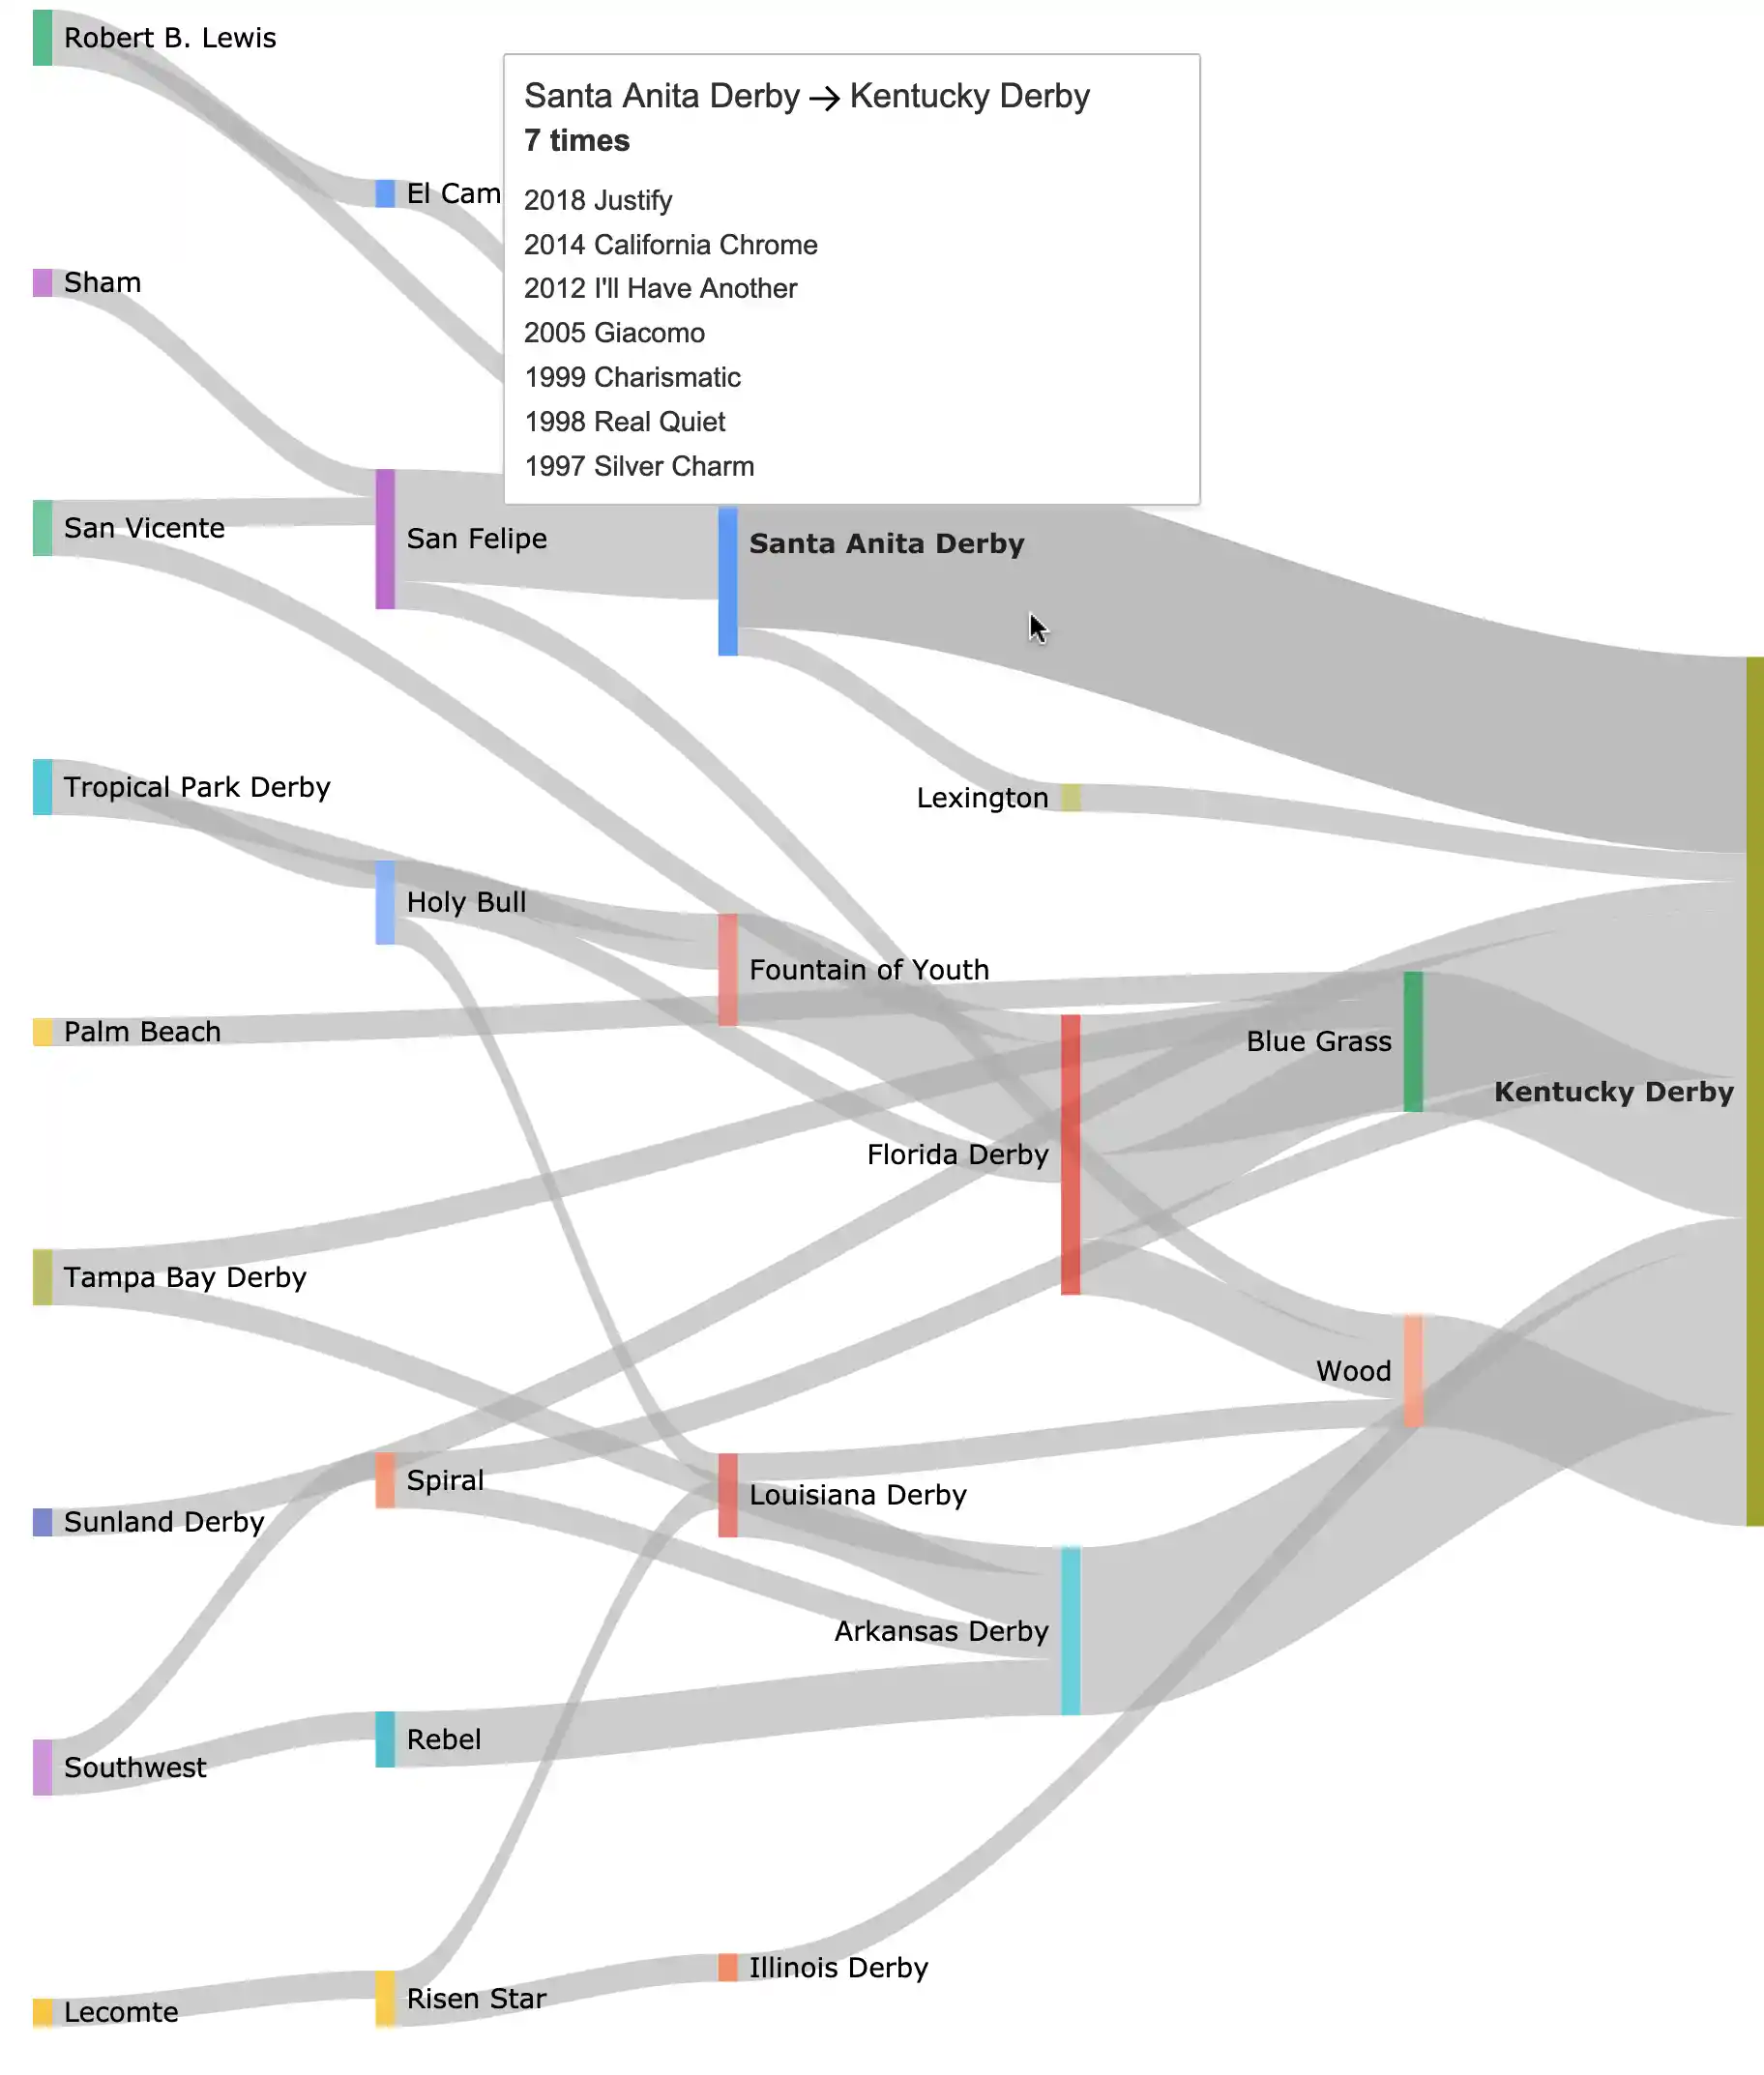 Robert B. Lewis
Santa Anita Derby → Kentucky Derby
7 times
2018 Justify
2014 California Chrome
2012 I'll Have Another
2005 Giacomo
1999 Charismatic
1998 Real Quiet
1997 Silver Charm
El Cam
Sham
San Vicente
San Felipe
Santa Anita Derby
Tropical Park Derby
Lexington
Holy Bull
Fountain of Youth
Palm Beach
Blue Grass
Kentucky Derby
Florida Derby
Tampa Bay Derby
Wood
Spiral
Louisiana Derby
Sunland Derby
Arkansas Derby
Rebel
Southwest
Illinois Derby
Risen Star
Lecomte